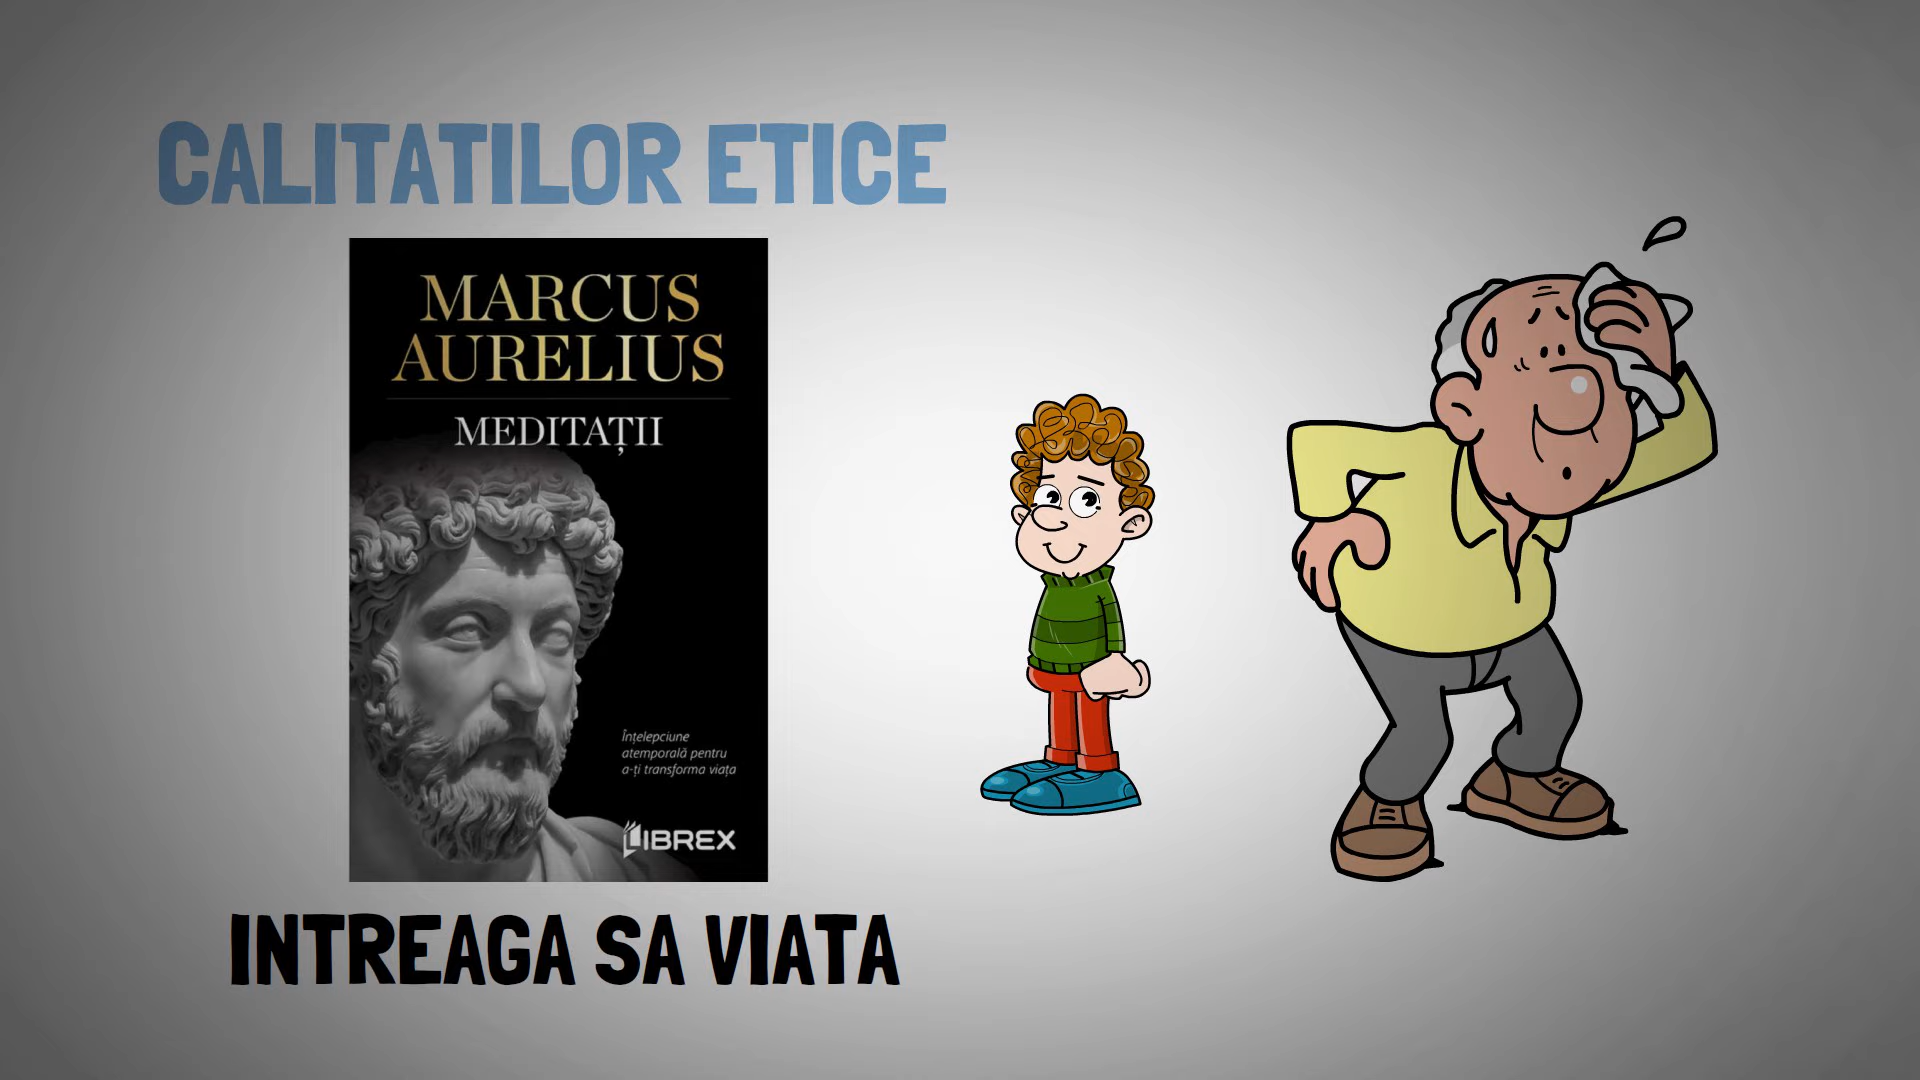 CALITATILOR ETICE
MARCUS
AURELIUS
MEDITAȚII
Înțelepciune
atemporală pentru
a-ți transforma viața
LIBREX
INTREAGA SA VIATA